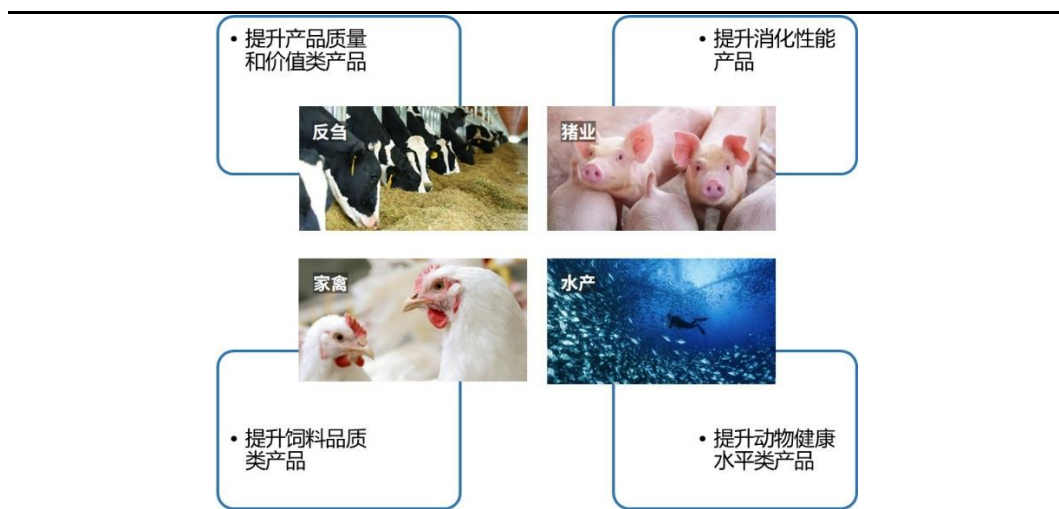 • 提升产品质量
和价值类产品
• 提升消化性能
产品
反刍
猪业
家禽
水产
• 提升饲料品质
类产品
• 提升动物健康
水平类产品